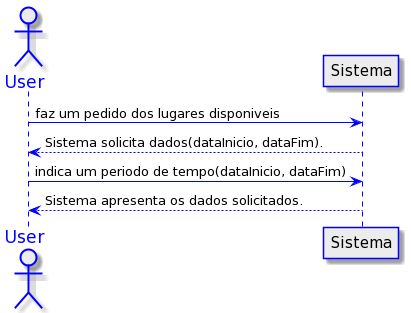 User
Sistema
faz um pedido dos lugares disponiveis
Sistema solicita dados(dataInicio, dataFim).
indica um periodo de tempo(dataInicio, dataFim)
Sistema apresenta os dados solicitados.
User
Sistema